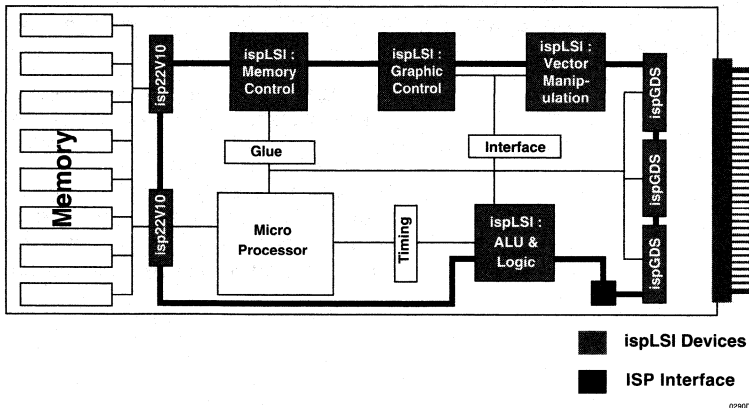 Memory
isp22V10
isp22V10
ispLSI :
Memory
Control
ispLSI :
Graphic
Control
ispLSI :
Vector
Manip-
ulation
ispGDS
ispGDS
ispGDS
Glue
Interface
Micro
Processor
Timing
ispLSI :
ALU &
Logic
ispLSI Devices
ISP Interface